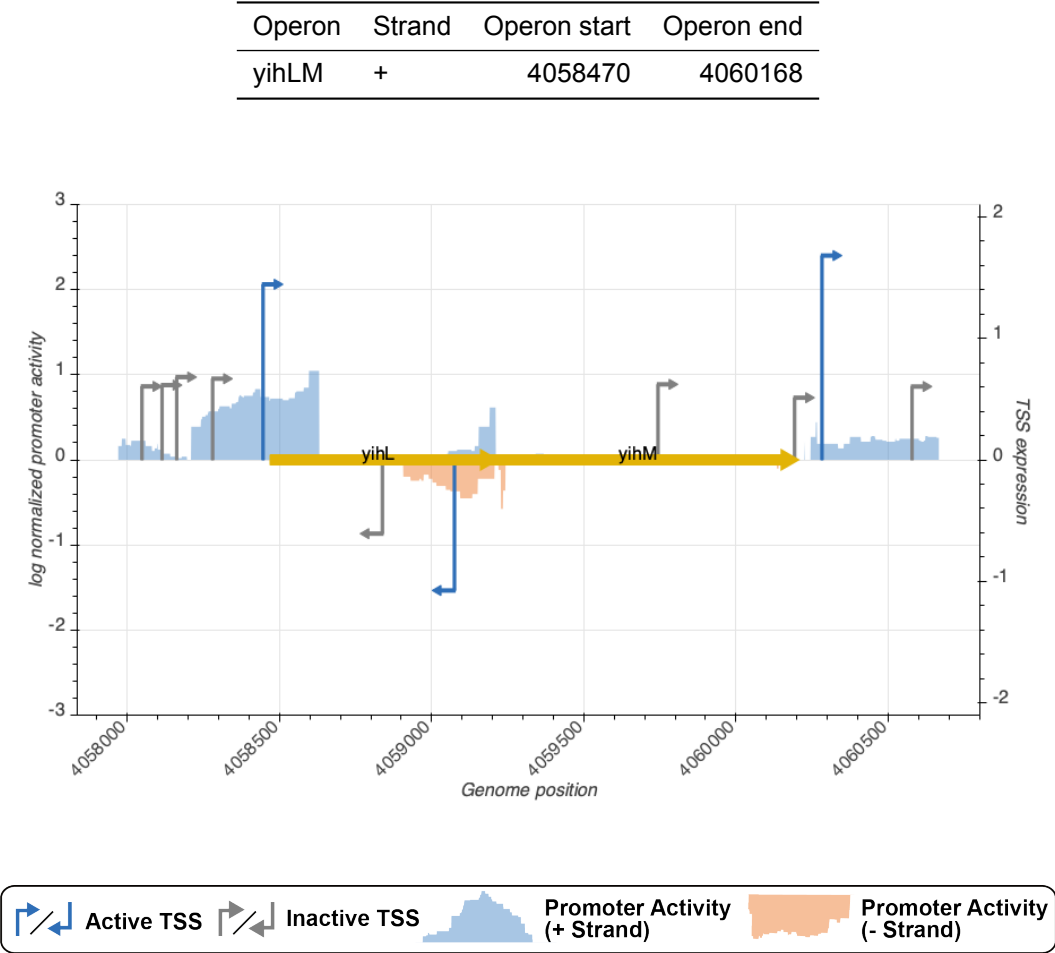 Operon Strand Operon start Operon end
yihLM + 4058470 4060168
3
2
1
0
-1
-2
-3
log normalized promoter activity
2
1
0
-1
-2
TSS expression
yihL
yihM
4058000
4058500
4059000
4059500
4060000
4060500
Genome position
Active TSS
Inactive TSS
Promoter Activity
(+ Strand)
Promoter Activity
(- Strand)